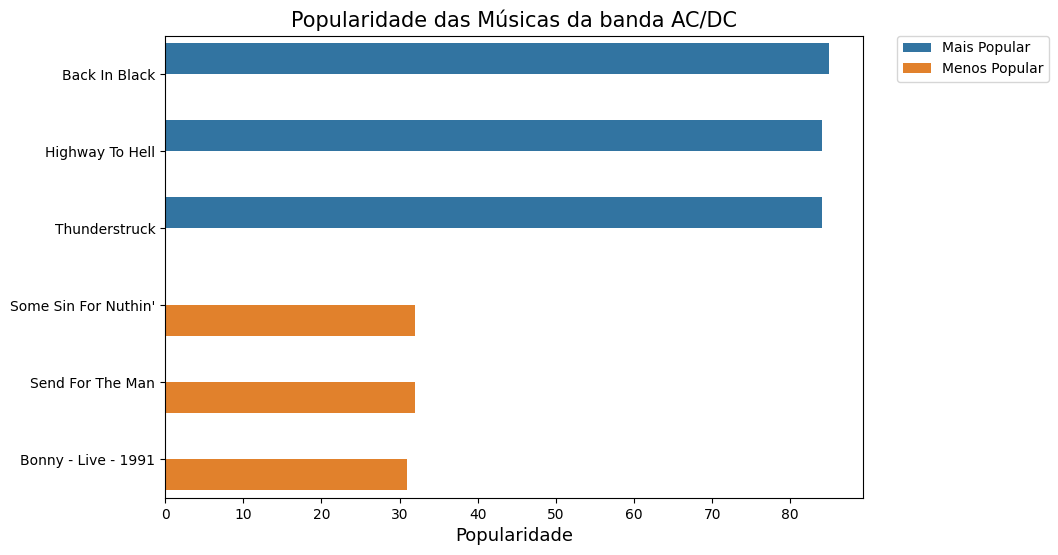 Popularidade das Músicas da banda AC/DC
Mais Popular
Menos Popular
Back In Black
Highway To Hell
Thunderstruck
Some Sin For Nuthin'
Send For The Man
Bonny - Live - 1991
0 10 20 30 40 50 60 70 80
Popularidade